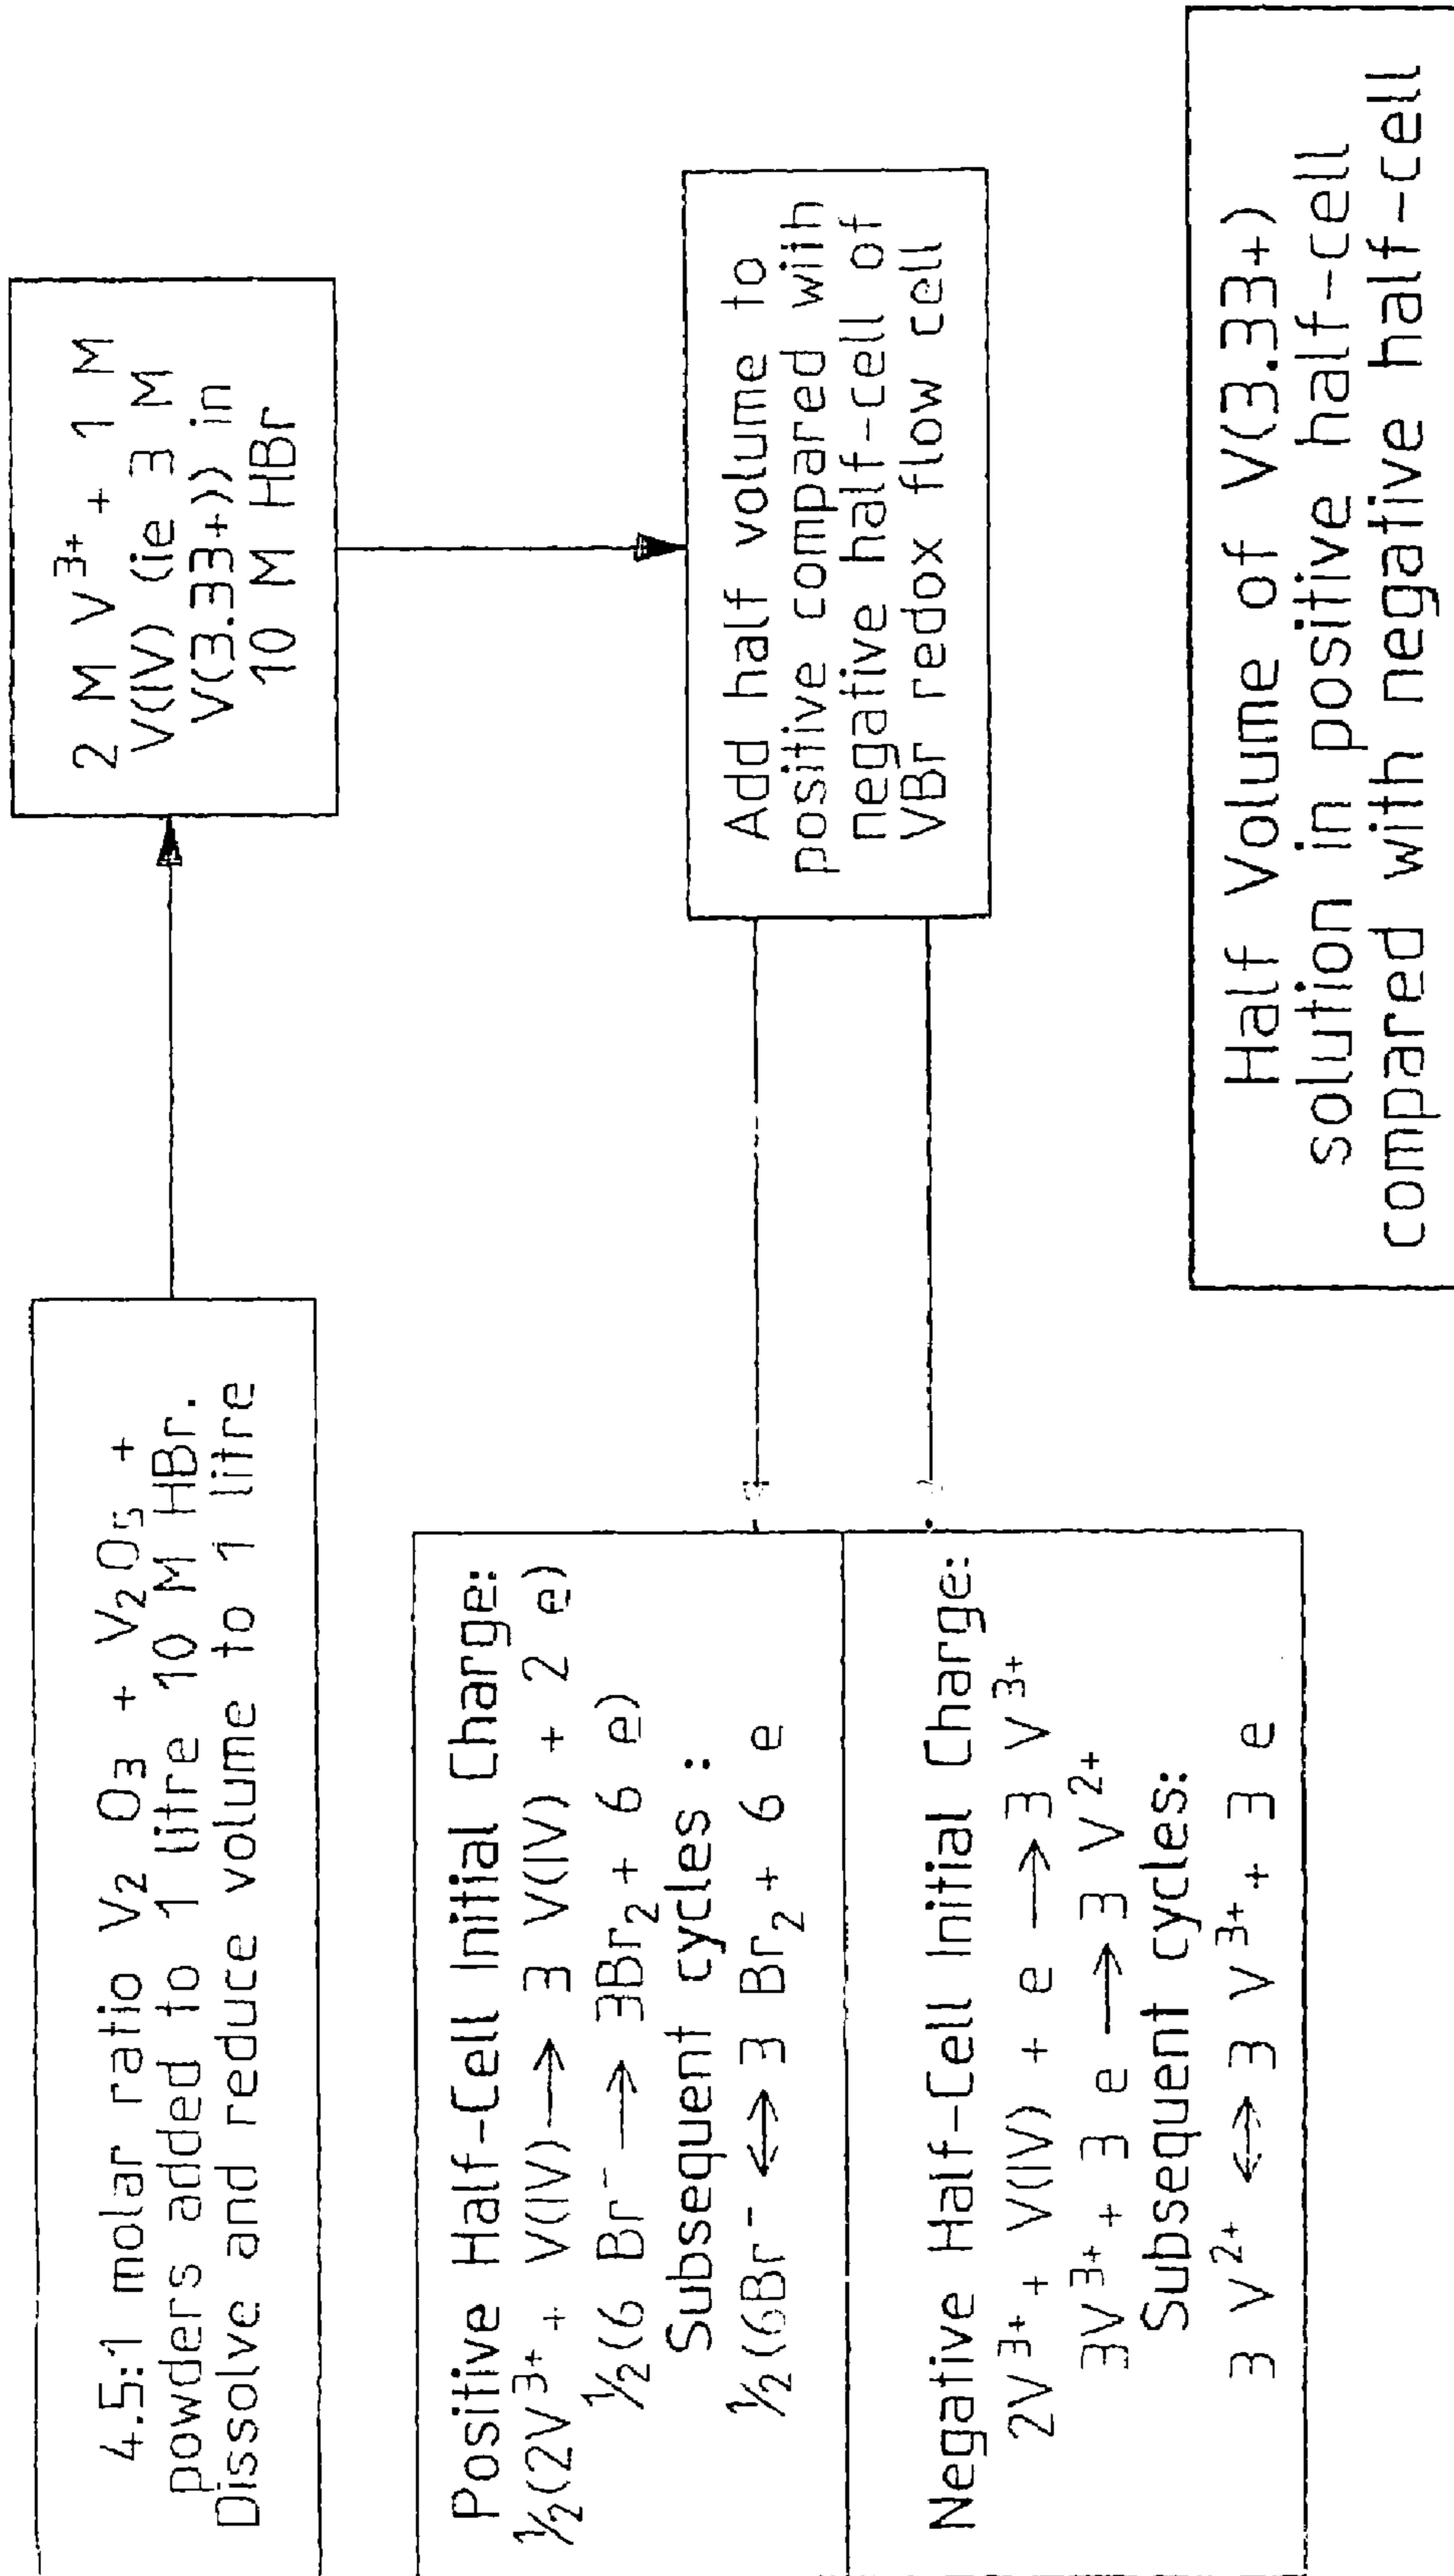 4.5:1 molar ratio V₂ O₃ + V₂O₅ +
powders added to 1 litre 10 M HBr.
Dissolve and reduce volume to 1 litre
2 M V³⁺ + 1 M
V(IV) (ie 3 M
V(3.33+)) in
10 M HBr
Add half volume to
positive compared with
negative half-cell of
VBr redox flow cell
Positive Half-Cell Initial Charge:
½(2V³⁺ + V(IV) → 3 V(IV) + 2 e)
½(6 Br⁻ → 3Br₂ + 6 e)
Subsequent cycles :
½(6Br⁻ ↔ 3 Br₂ + 6 e
Negative Half-Cell Initial Charge:
2V³⁺ + V(IV) + e → 3 V³⁺
3V³⁺ + 3 e → 3 V²⁺
Subsequent cycles:
3 V²⁺ ↔ 3 V³⁺ + 3 e
Half Volume of V(3.33+)
solution in positive half-cell
compared with negative half-cell